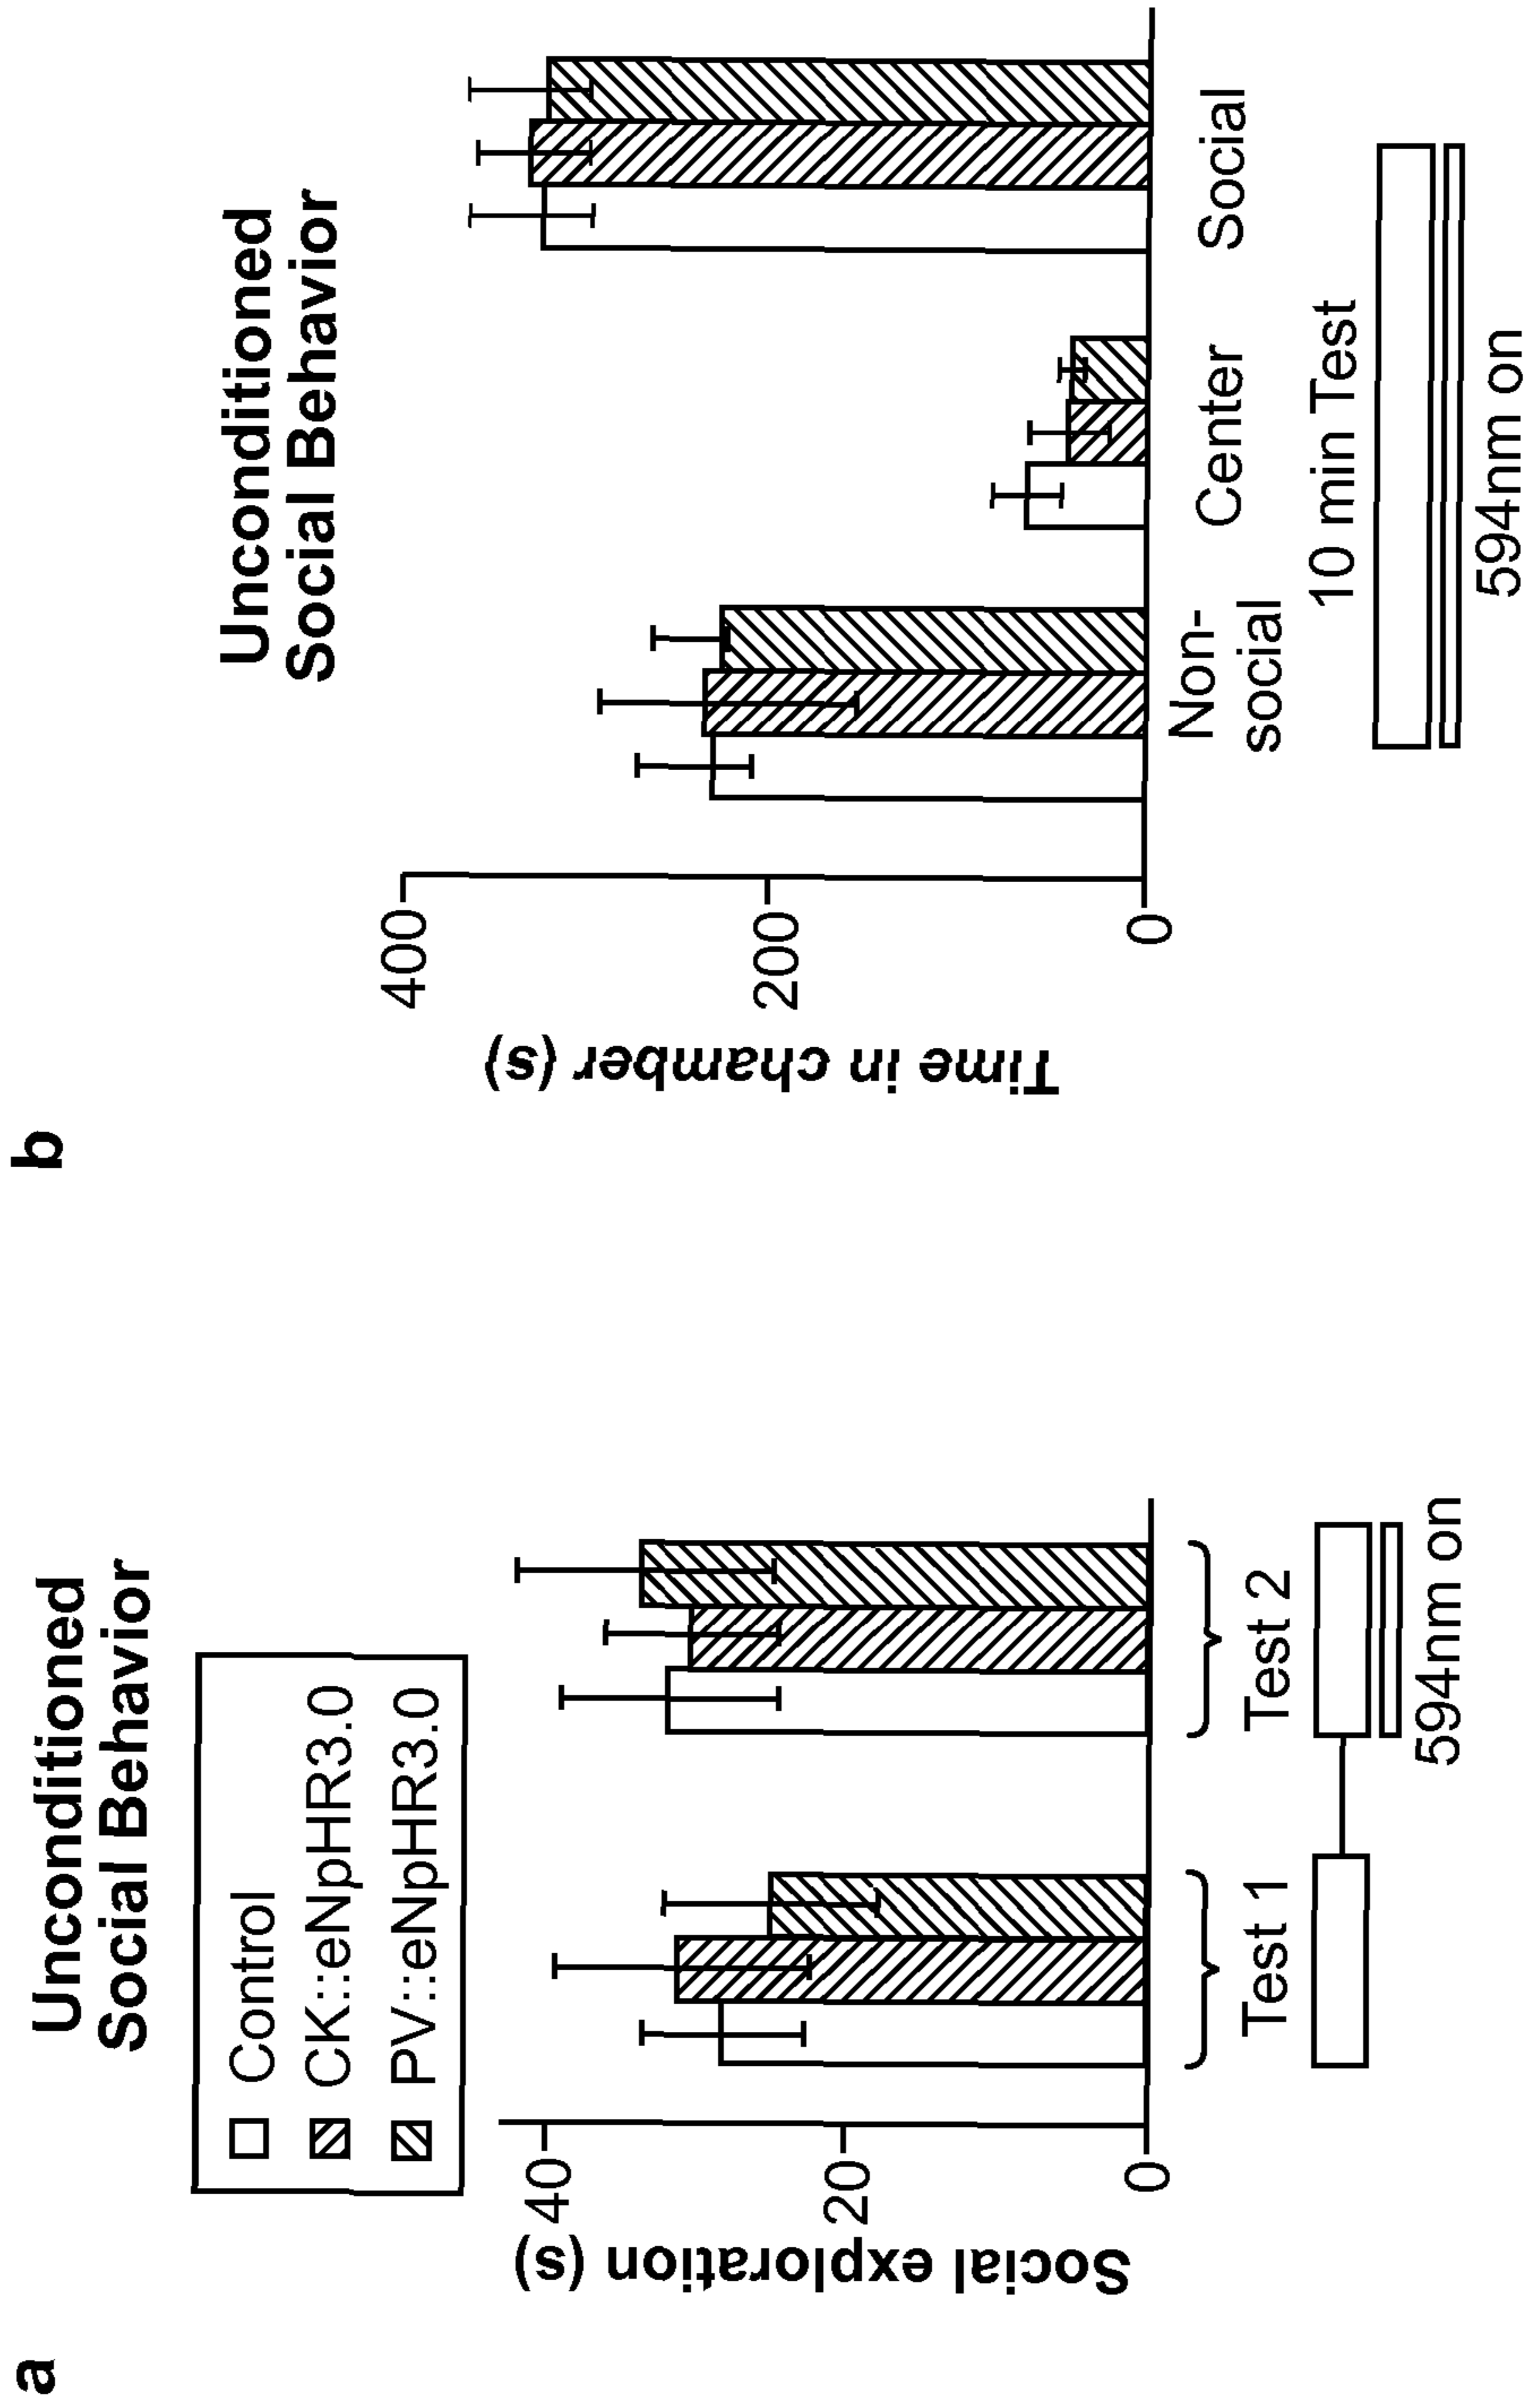 a
Unconditioned
Social Behavior
Control
CK::eNpHR3.0
PV::eNpHR3.0
Social exploration (s)
40
20
0
Test 1
Test 2
594nm on
b
Unconditioned
Social Behavior
Time in chamber (s)
400
200
0
Non-
social
Center
Social
10 min Test
594nm on